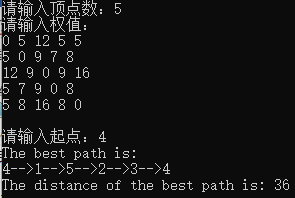 请输入顶点数：5
请输入权值：
0 5 12 5 5
5 0 9 7 8
12 9 0 9 16
5 7 9 0 8
5 8 16 8 0
请输入起点：4
The best path is:
4-->1-->5-->2-->3-->4
The distance of the best path is: 36